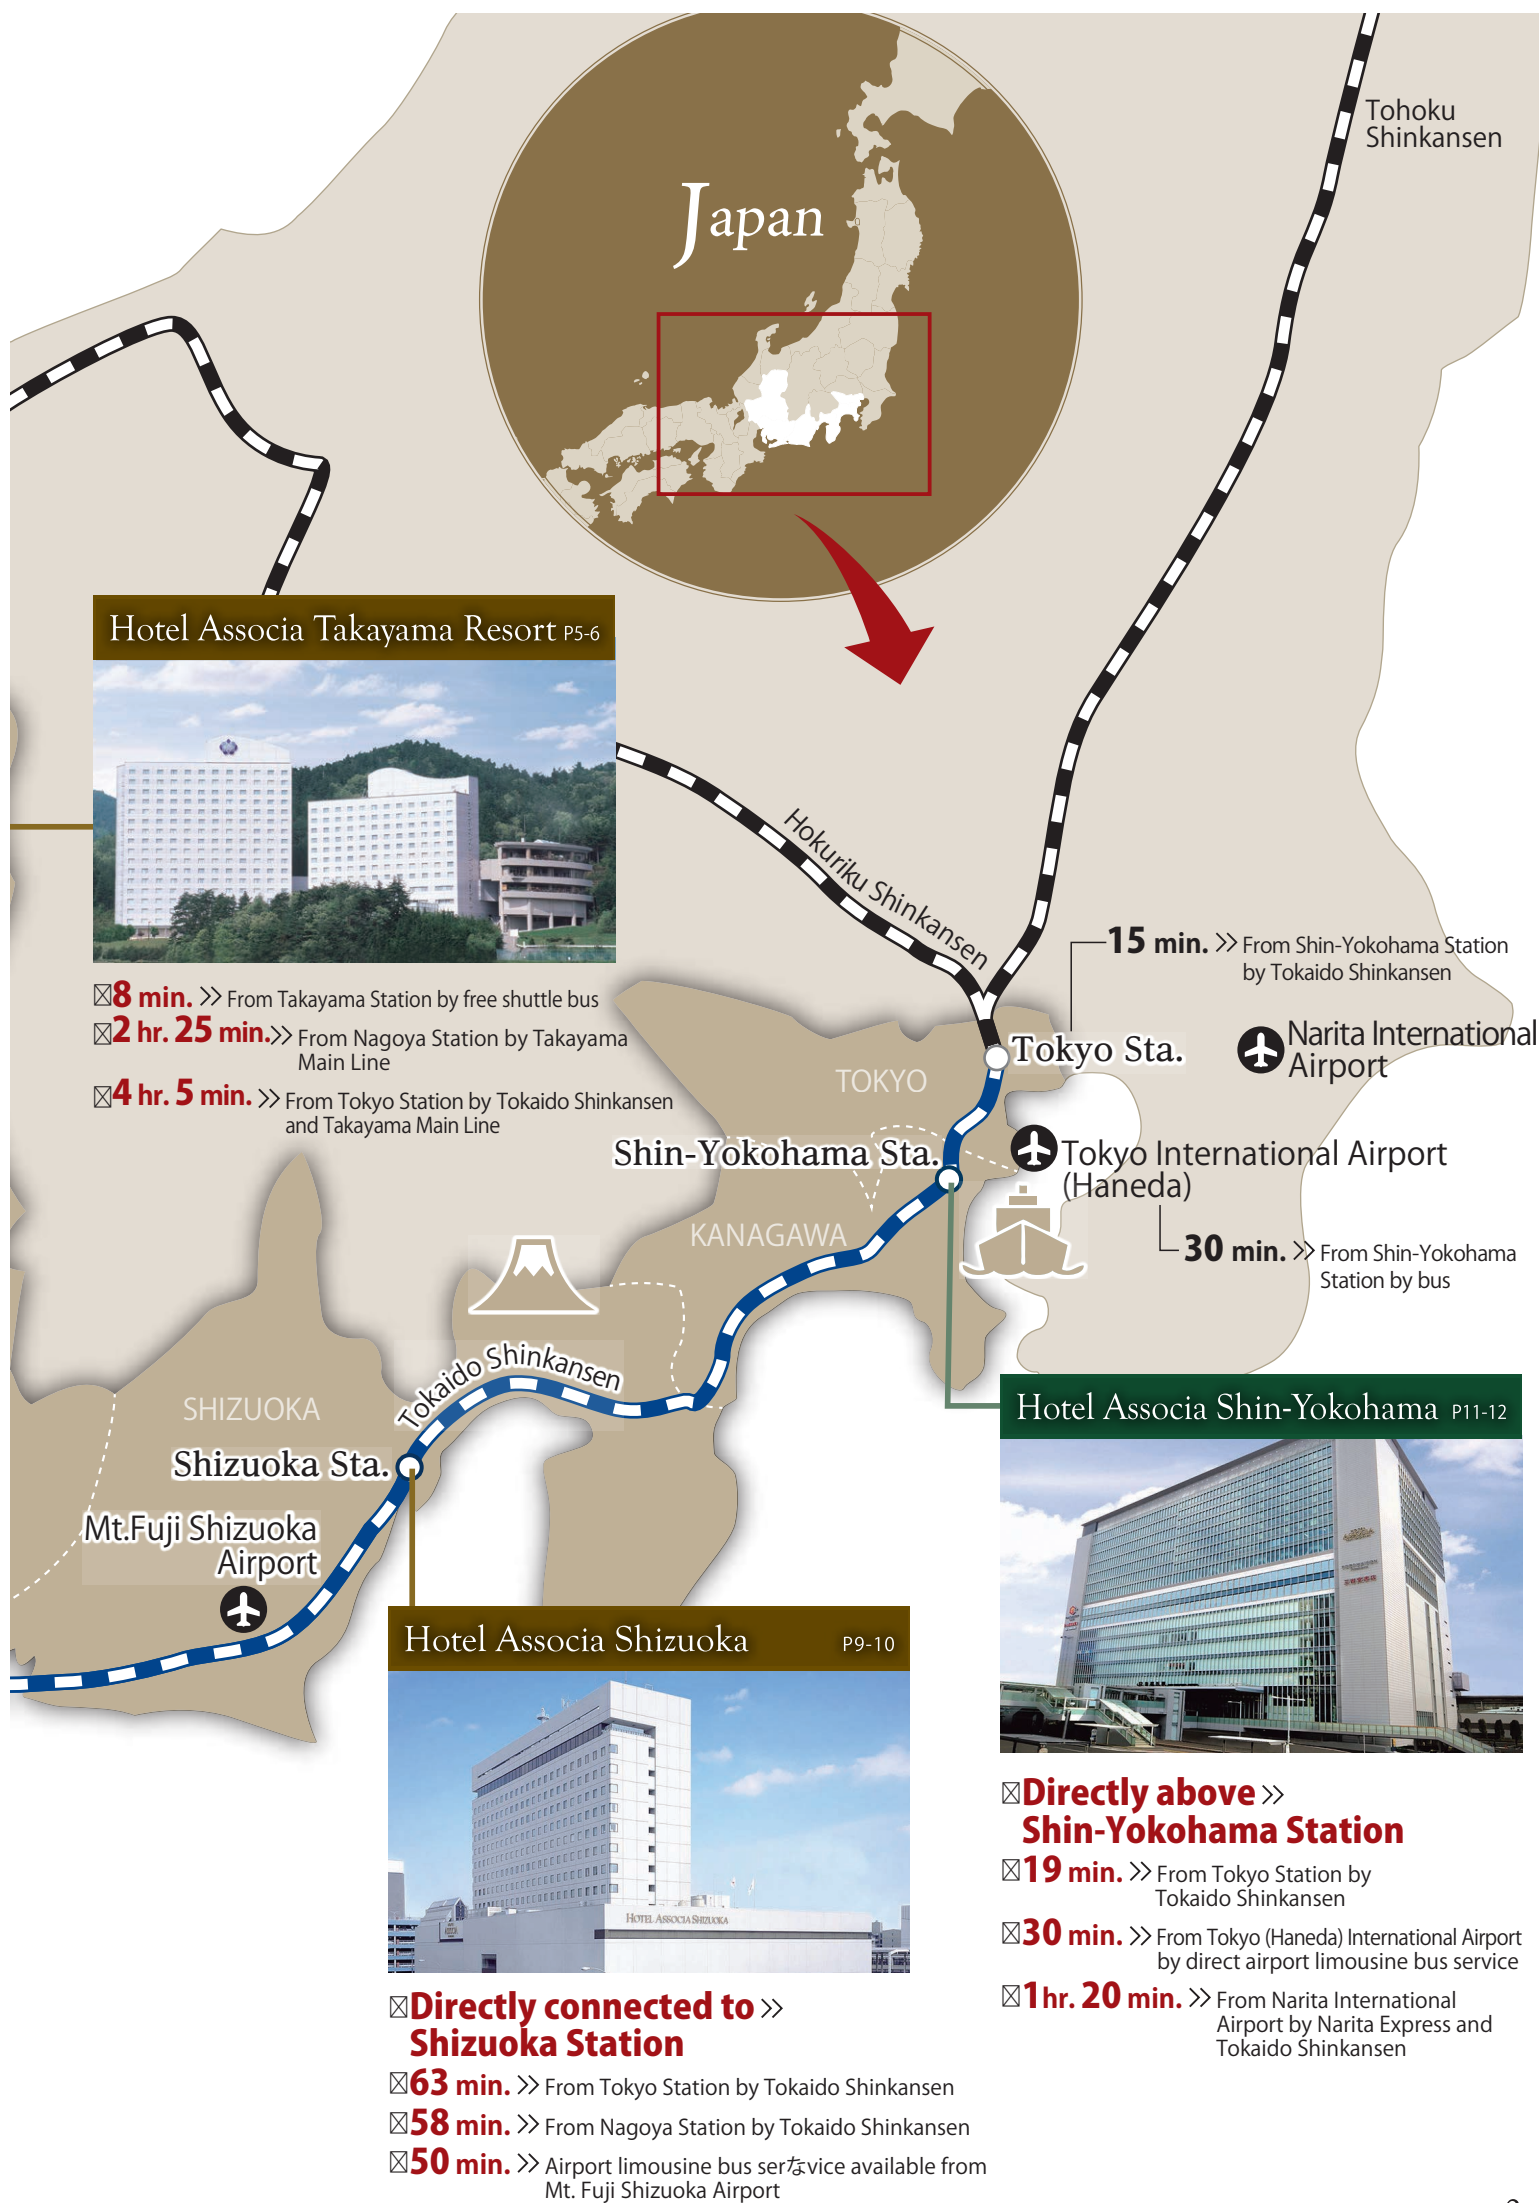 Tohoku
Shinkansen
Japan
Hotel Associa Takayama Resort P5-6
Hokuriku Shinkansen
8 min. >> From Takayama Station by free shuttle bus
2 hr. 25 min. >> From Nagoya Station by Takayama
Main Line
4 hr. 5 min. >> From Tokyo Station by Tokaido Shinkansen
and Takayama Main Line
15 min. >> From Shin-Yokohama Station
by Tokaido Shinkansen
Narita International
Airport
Tokyo Sta.
TOKYO
Shin-Yokohama Sta.
Tokyo International Airport
(Haneda)
30 min. >> From Shin-Yokohama
Station by bus
KANAGAWA
Tokaido Shinkansen
SHIZUOKA
Shizuoka Sta.
Mt.Fuji Shizuoka
Airport
Hotel Associa Shin-Yokohama P11-12
Directly above >>
Shin-Yokohama Station
19 min. >> From Tokyo Station by
Tokaido Shinkansen
30 min. >> From Tokyo (Haneda) International Airport
by direct airport limousine bus service
1hr. 20 min. >> From Narita International
Airport by Narita Express and
Tokaido Shinkansen
Hotel Associa Shizuoka P9-10
HOTEL ASSOCIA SHIZUOKA
Directly connected to >>
Shizuoka Station
63 min. >> From Tokyo Station by Tokaido Shinkansen
58 min. >> From Nagoya Station by Tokaido Shinkansen
50 min. >> Airport limousine bus serなvice available from
Mt. Fuji Shizuoka Airport